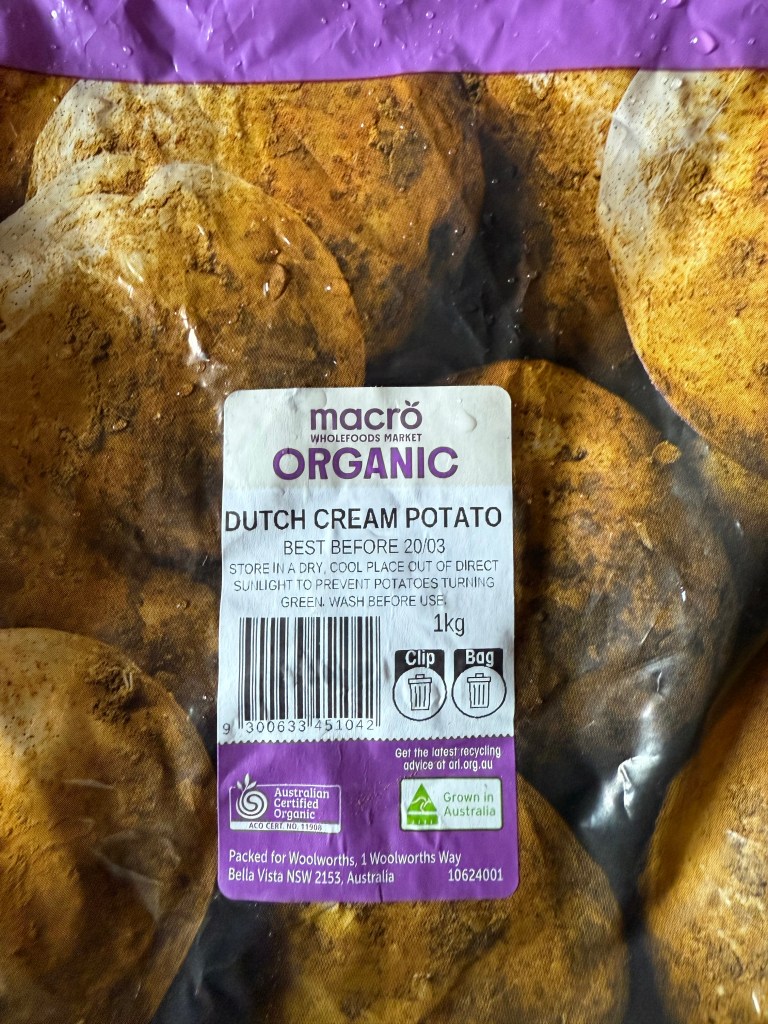 macro
WHOLEFOODS MARKET
ORGANIC
DUTCH CREAM POTATO
BEST BEFORE 20/03
STORE IN A DRY, COOL PLACE OUT OF DIRECT
SUNLIGHT TO PREVENT POTATOES TURNING
GREEN. WASH BEFORE USE.
1kg
Clip Bag
9 300633 451042
Get the latest recycling
advice at arl.org.au
Australian
Certified
Organic
ACO CERT. NO. 11908
Grown in
Australia
Packed for Woolworths, 1 Woolworths Way
Bella Vista NSW 2153, Australia 10624001